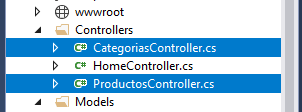 wwwroot
Controllers
CategoriasController.cs
C# HomeController.cs
ProductosController.cs
Models